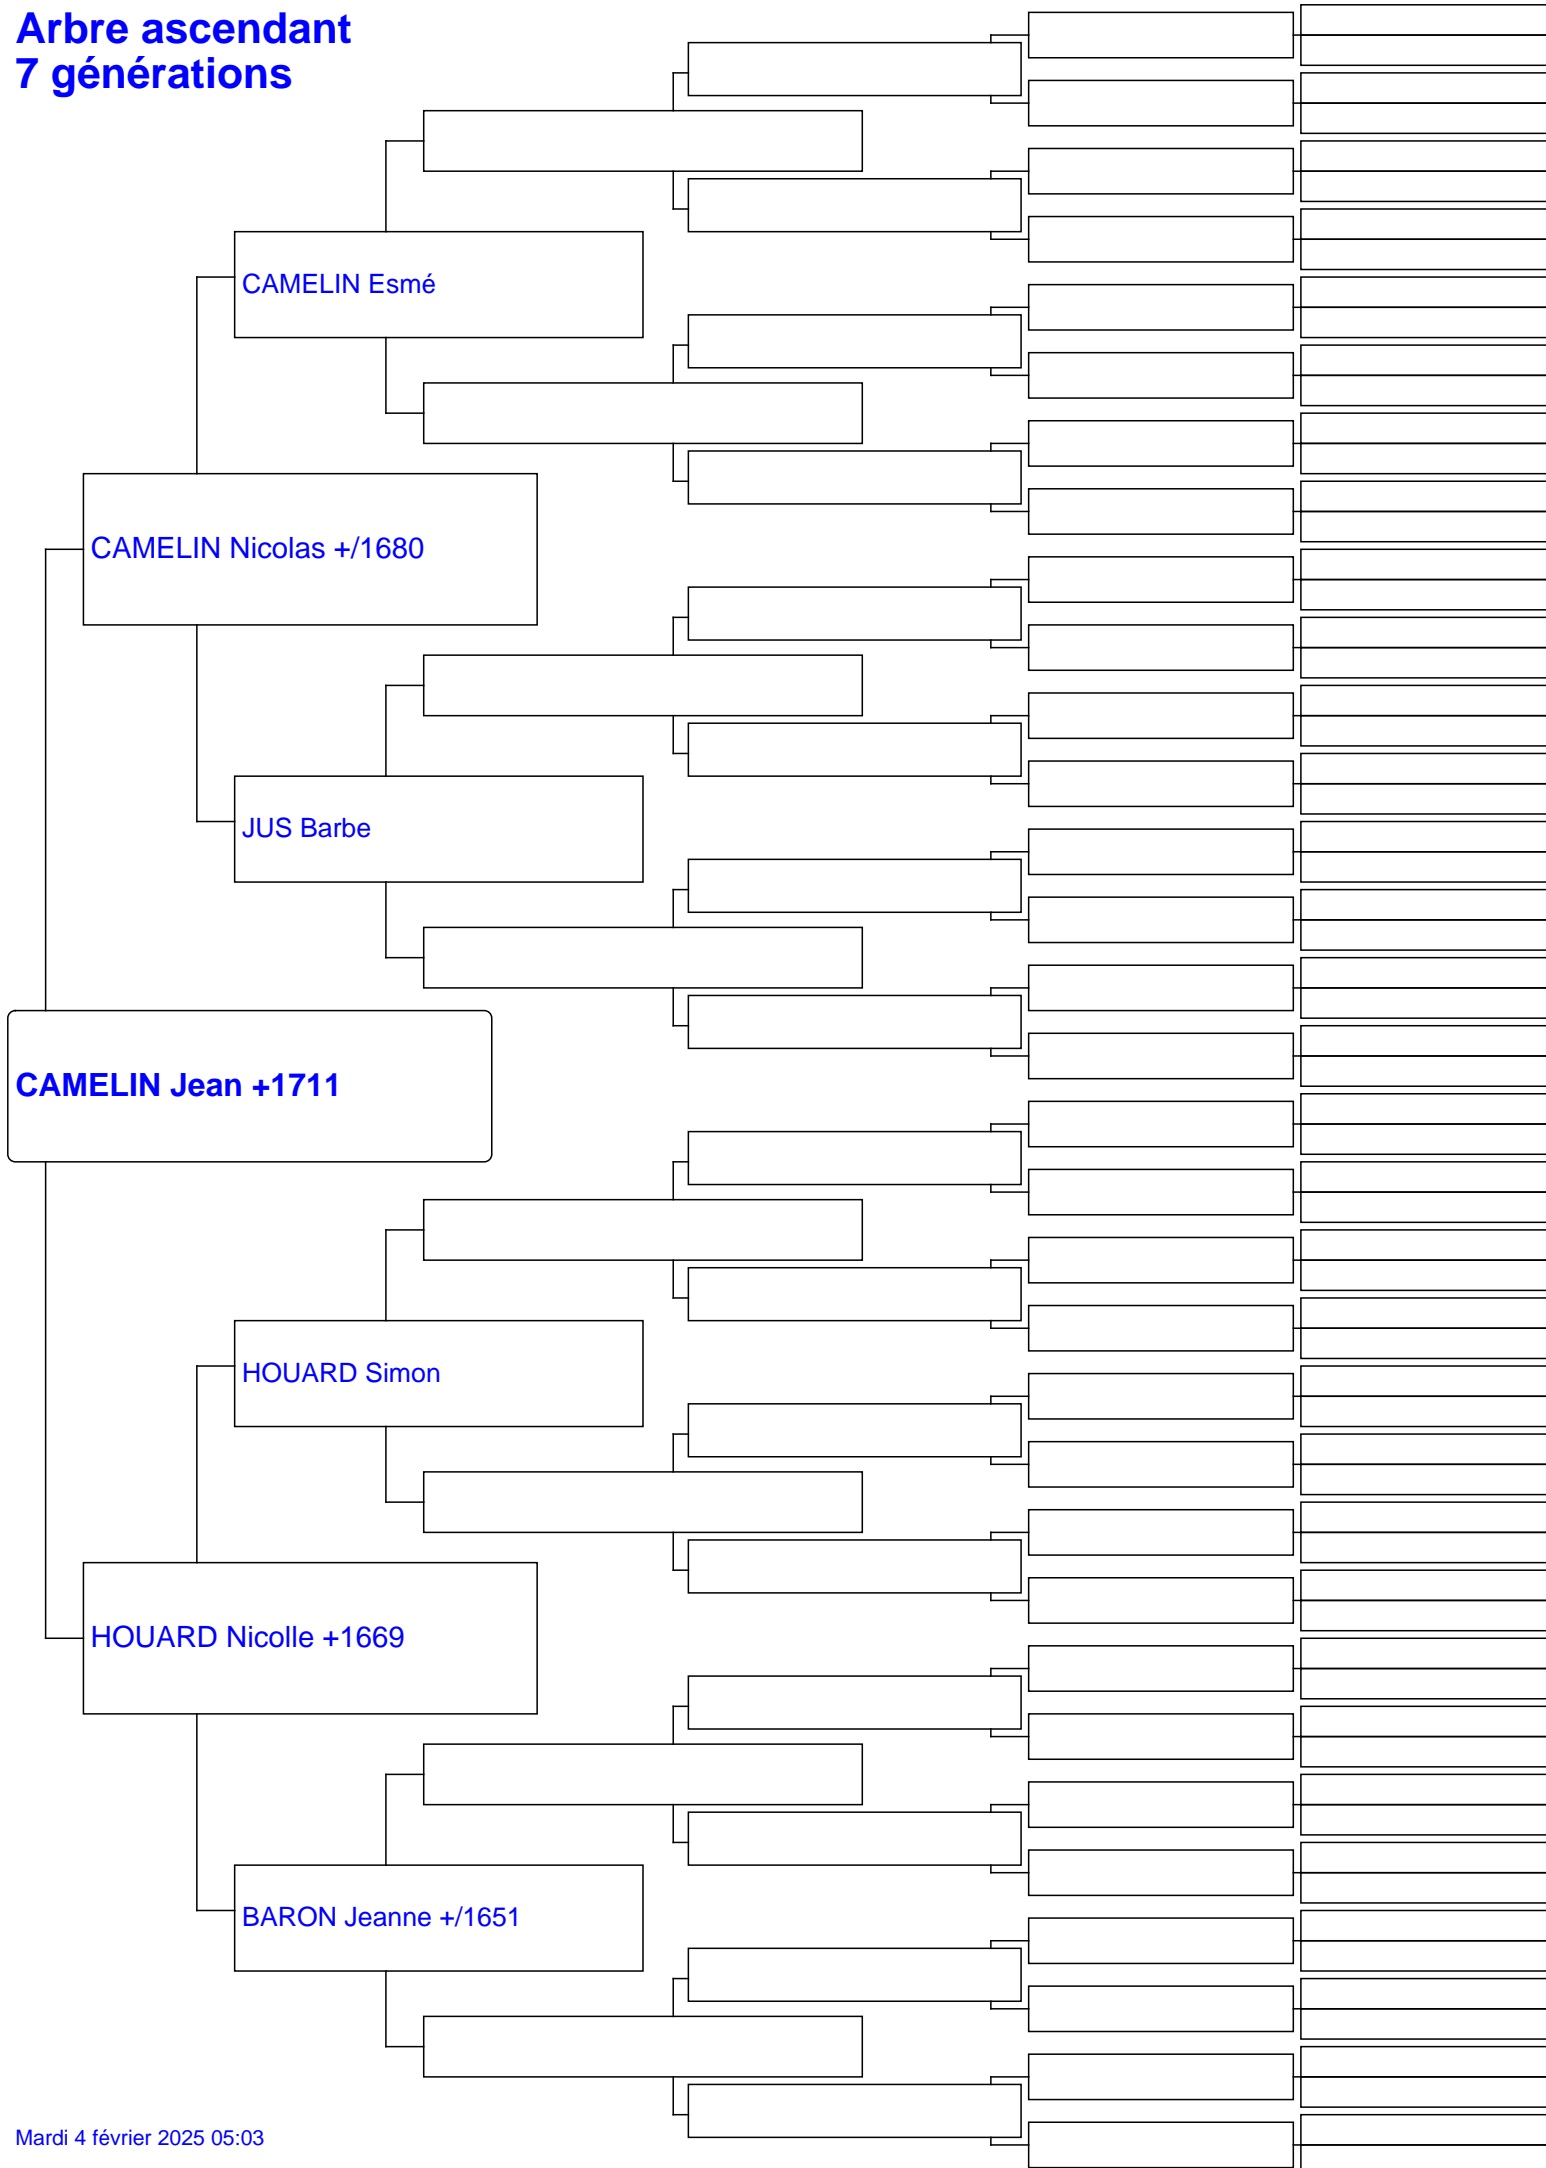 Arbre ascendant
7 générations
CAMELIN Esmé
CAMELIN Nicolas +/1680
JUS Barbe
CAMELIN Jean +1711
HOUARD Simon
HOUARD Nicolle +1669
BARON Jeanne +/1651
Mardi 4 février 2025 05:03